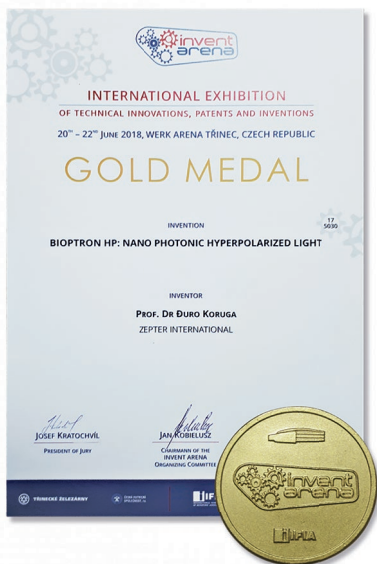 invent
arena
INTERNATIONAL EXHIBITION
OF TECHNICAL INNOVATIONS, PATENTS AND INVENTIONS
20TH – 22ND JUNE 2018, WERK ARENA TŘINEC, CZECH REPUBLIC
GOLD MEDAL
17
5030
INVENTION
BIOPTRON HP: NANO PHOTONIC HYPERPOLARIZED LIGHT
INVENTOR
PROF. DR ĐURO KORUGA
ZEPTER INTERNATIONAL
JOSEF KRATOCHVÍL
PRESIDENT OF JURY
JAN KOBIELUSZ
CHAIRMANN OF THE
INVENT ARENA
ORGANIZING COMMITTEE
TŘINECKÉ ŽELEZÁRNY
IFIA
invent
arena
IFIA